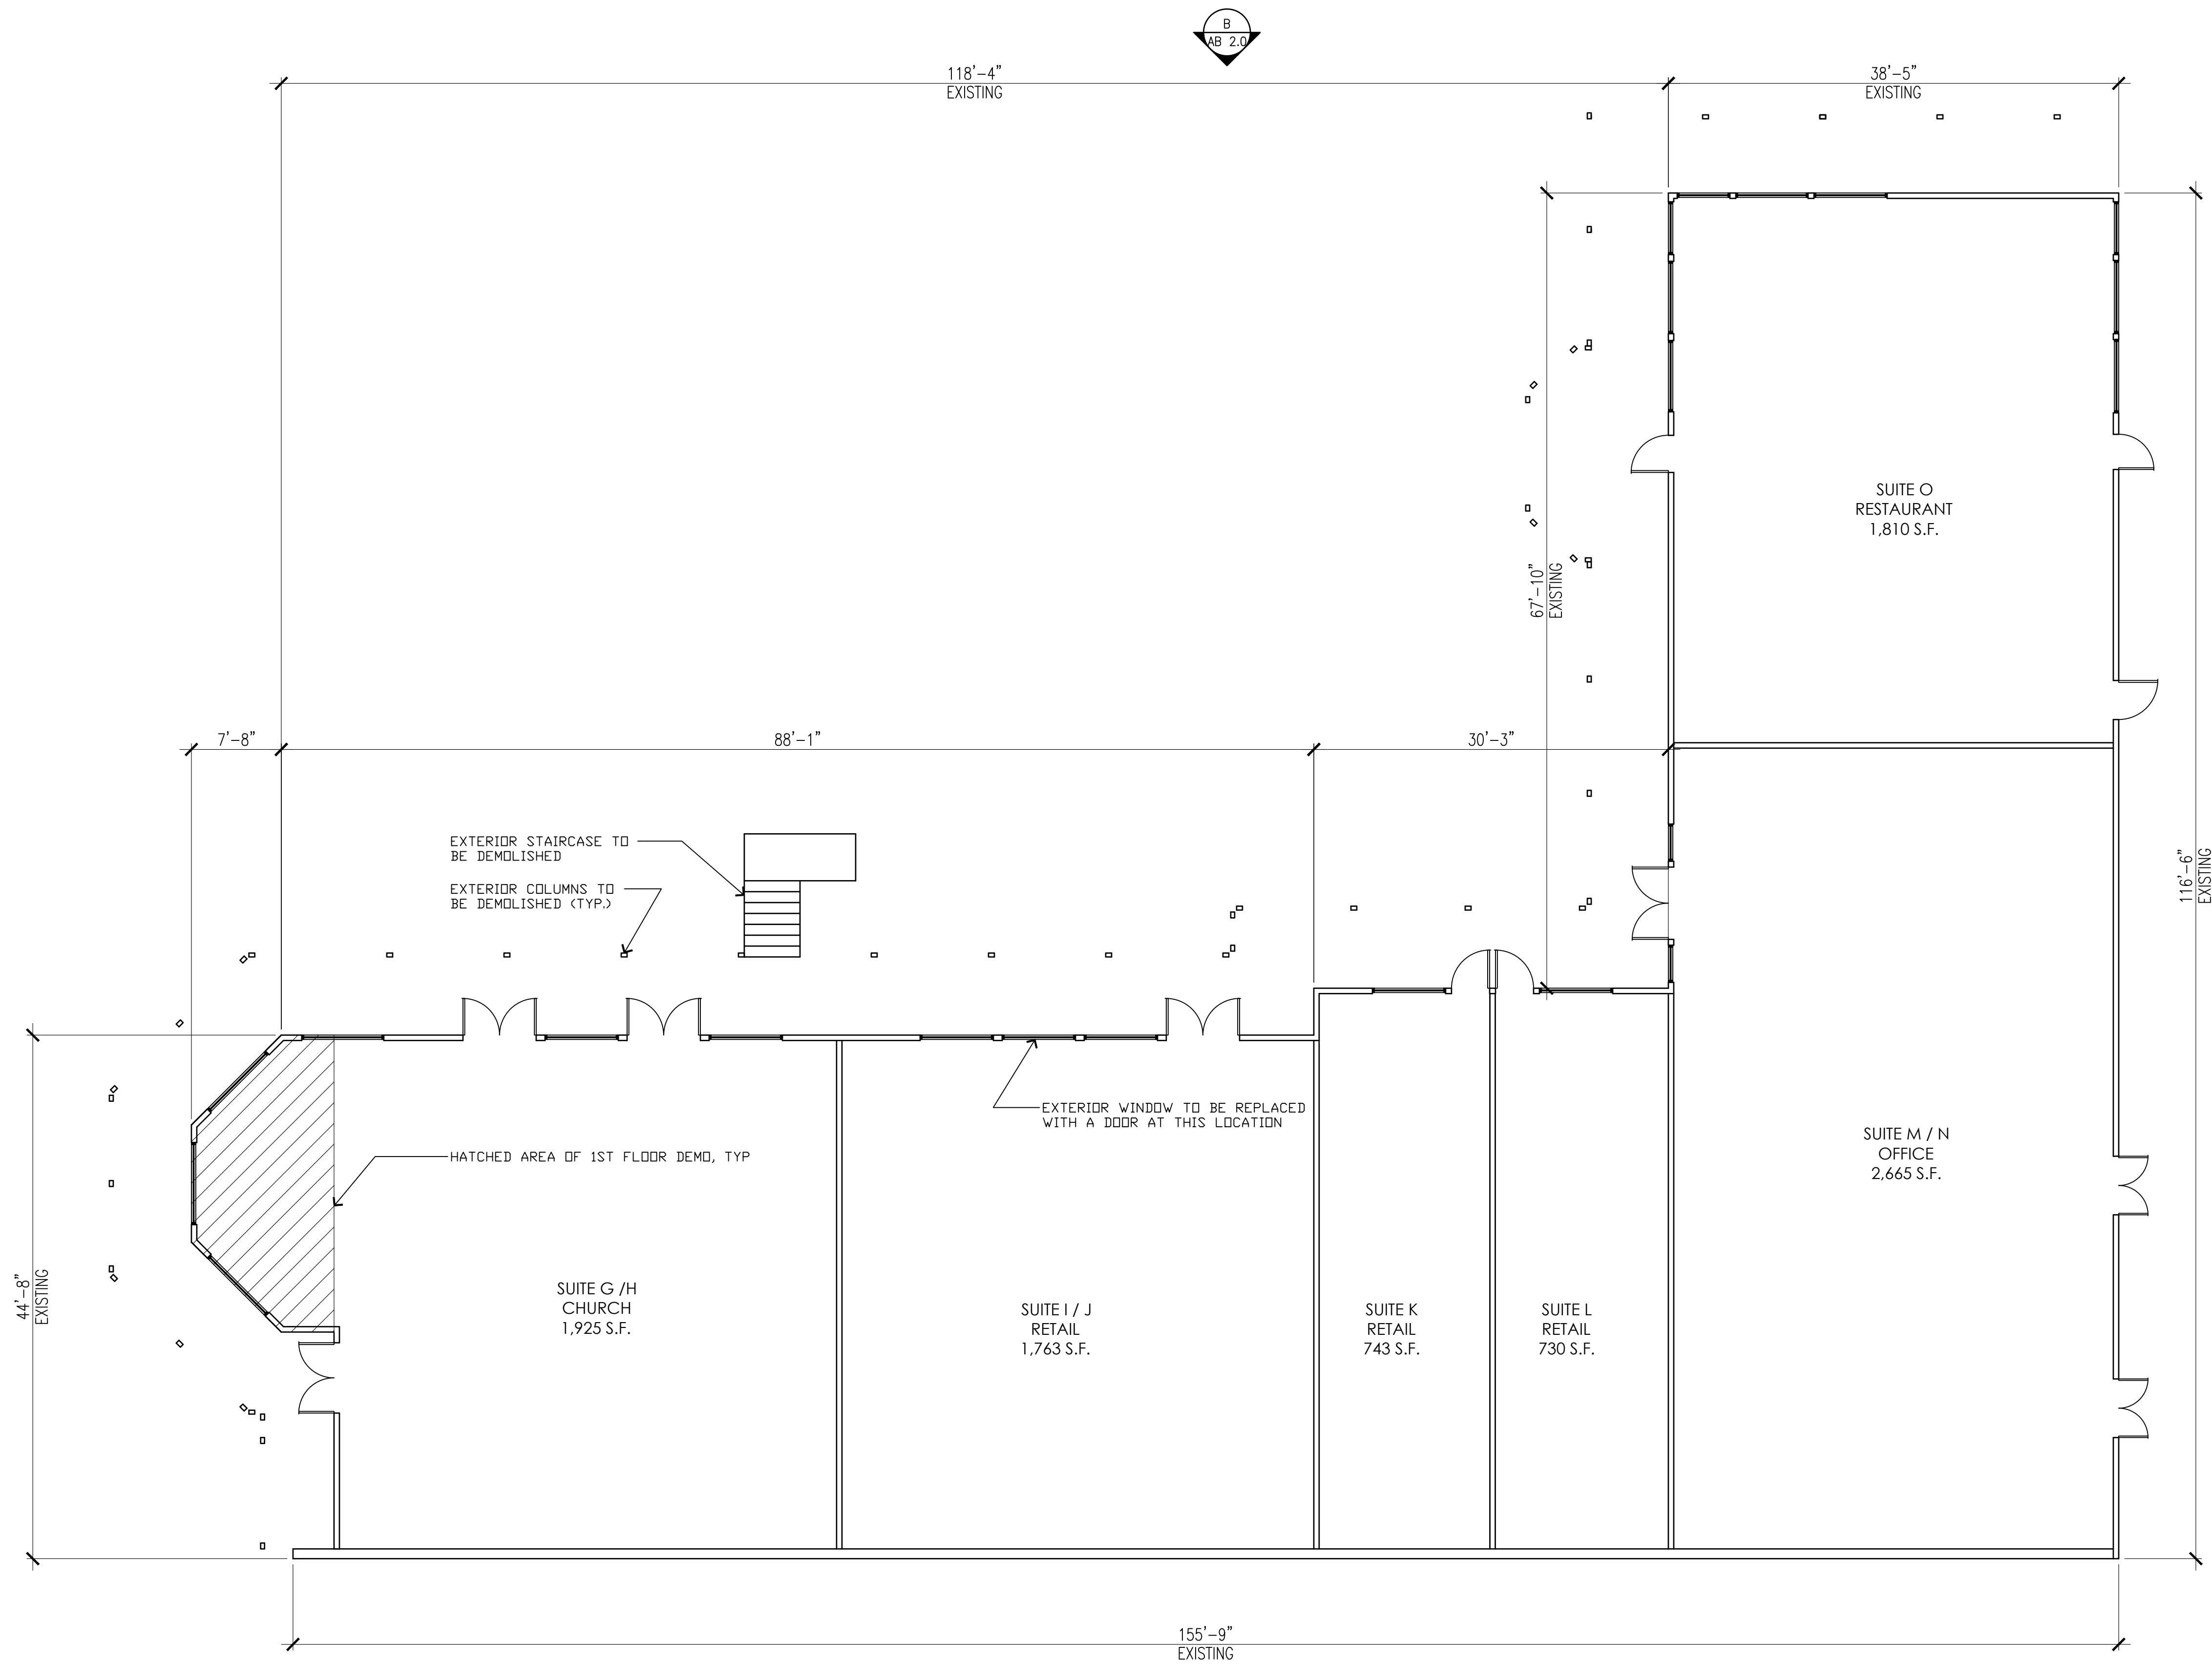 B
AB 2.0
118'-4"
EXISTING
38'-5"
EXISTING
SUITE O
RESTAURANT
1,810 S.F.
67'-10"
EXISTING
7'-8"
88'-1"
30'-3"
EXTERIOR STAIRCASE TO
BE DEMOLISHED
EXTERIOR COLUMNS TO
BE DEMOLISHED (TYP.)
116'-6"
EXISTING
EXTERIOR WINDOW TO BE REPLACED
WITH A DOOR AT THIS LOCATION
HATCHED AREA OF 1ST FLOOR DEMO, TYP
SUITE M / N
OFFICE
2,665 S.F.
44'-8"
EXISTING
SUITE G /H
CHURCH
1,925 S.F.
SUITE I / J
RETAIL
1,763 S.F.
SUITE K
RETAIL
743 S.F.
SUITE L
RETAIL
730 S.F.
155'-9"
EXISTING